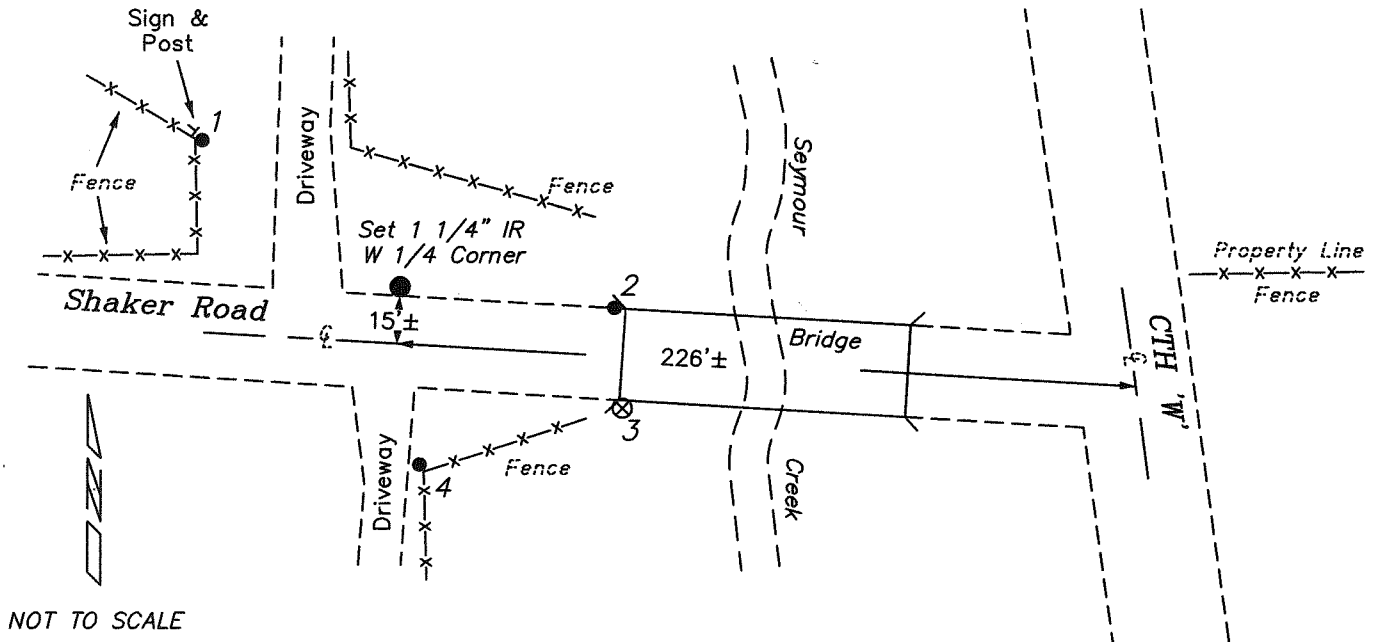 Sign &
Post
1
Fence
Driveway
Fence
Set 1 1/4" IR
W 1/4 Corner
Seymour
Creek
Property Line
Fence
Shaker Road
15'±
℄
2
226'±
Bridge
℄
CTH 'W'
3
Fence
4
Driveway
N
NOT TO SCALE